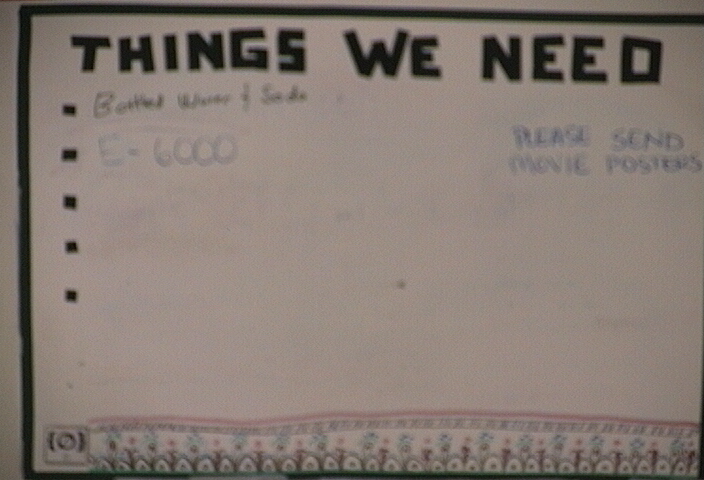 THINGS WE NEED
Bottled Water & Soda
E-6000
PLEASE SEND
MOVIE POSTERS
(O)